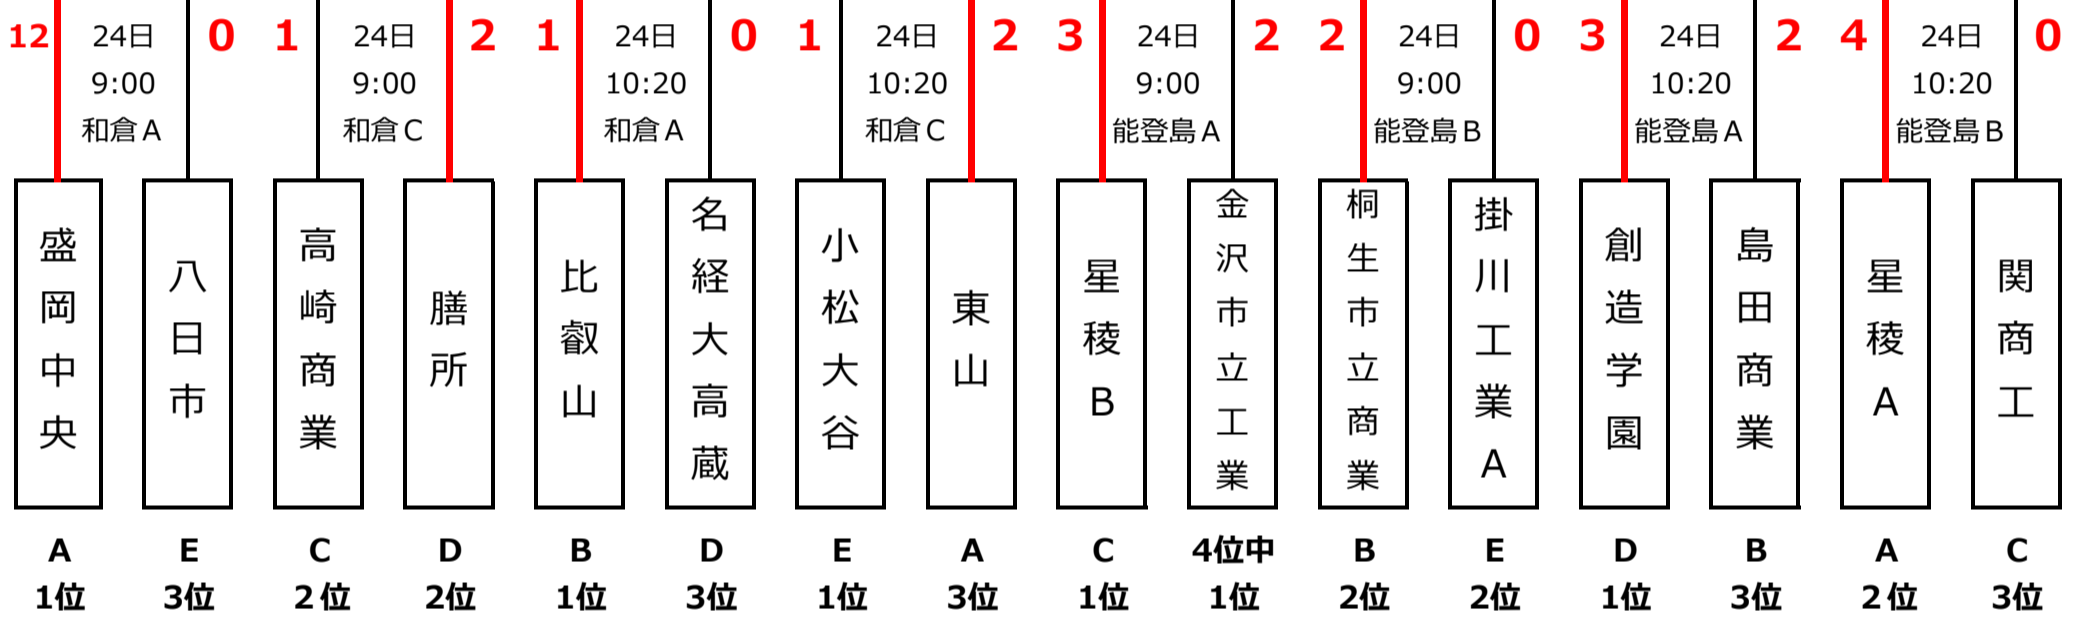 12 24日 0 1 24日 2 1 24日 0 1 24日 2 3 24日 2 2 24日 0 3 24日 2 4 24日 0
9:00 9:00 10:20 10:20 9:00 9:00 10:20 10:20
和倉A 和倉C 和倉A 和倉C 能登島A 能登島B 能登島A 能登島B
盛岡中央
八日市
高崎商業
膳所
比叡山
名経大高蔵
小松大谷
東山
星稜B
金沢市立工業
桐生市立商業
掛川工業A
創造学園
島田商業
星稜A
関商工
A E C D B D E A C 4位中 B E D B A C
1位 3位 2位 2位 1位 3位 1位 3位 1位 1位 2位 2位 1位 3位 2位 3位